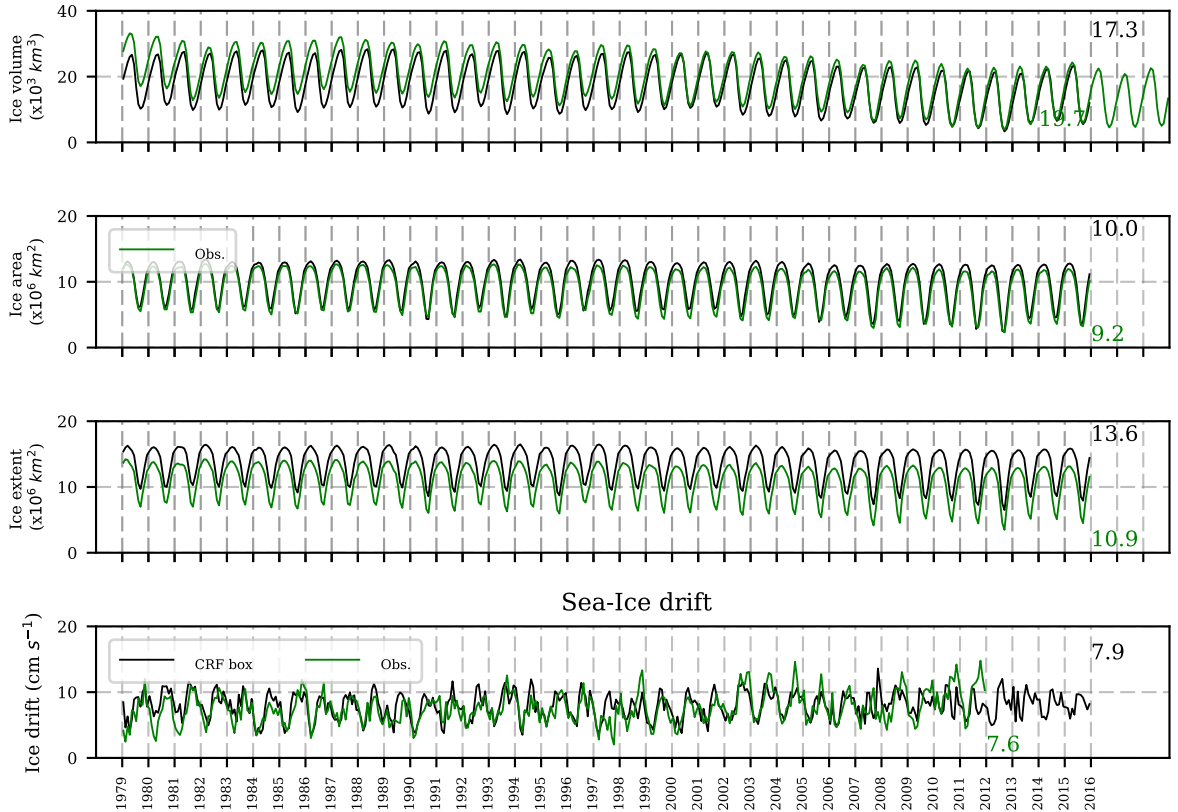 40
20
0
Ice volume
(x10³ km³)
17.3
19.7
20
10
0
Ice area
(x10⁶ km²)
Obs.
10.0
9.2
20
10
0
Ice extent
(x10⁶ km²)
13.6
10.9
Sea-Ice drift
20
10
0
Ice drift (cm s⁻¹)
CRF box
Obs.
7.9
7.6
1979 1980 1981 1982 1983 1984 1985 1986 1987 1988 1989 1990 1991 1992 1993 1994 1995 1996 1997 1998 1999 2000 2001 2002 2003 2004 2005 2006 2007 2008 2009 2010 2011 2012 2013 2014 2015 2016